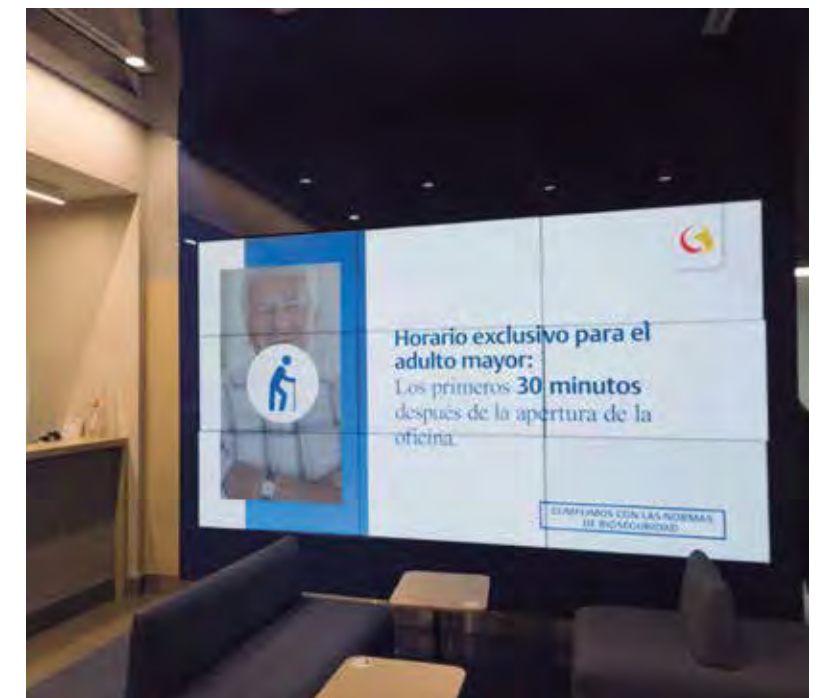 Horario exclusivo para el
adulto mayor:
Los primeros 30 minutos
después de la apertura de la
oficina.
CUMPLIMOS CON LAS NORMAS
DE BIOSEGURIDAD